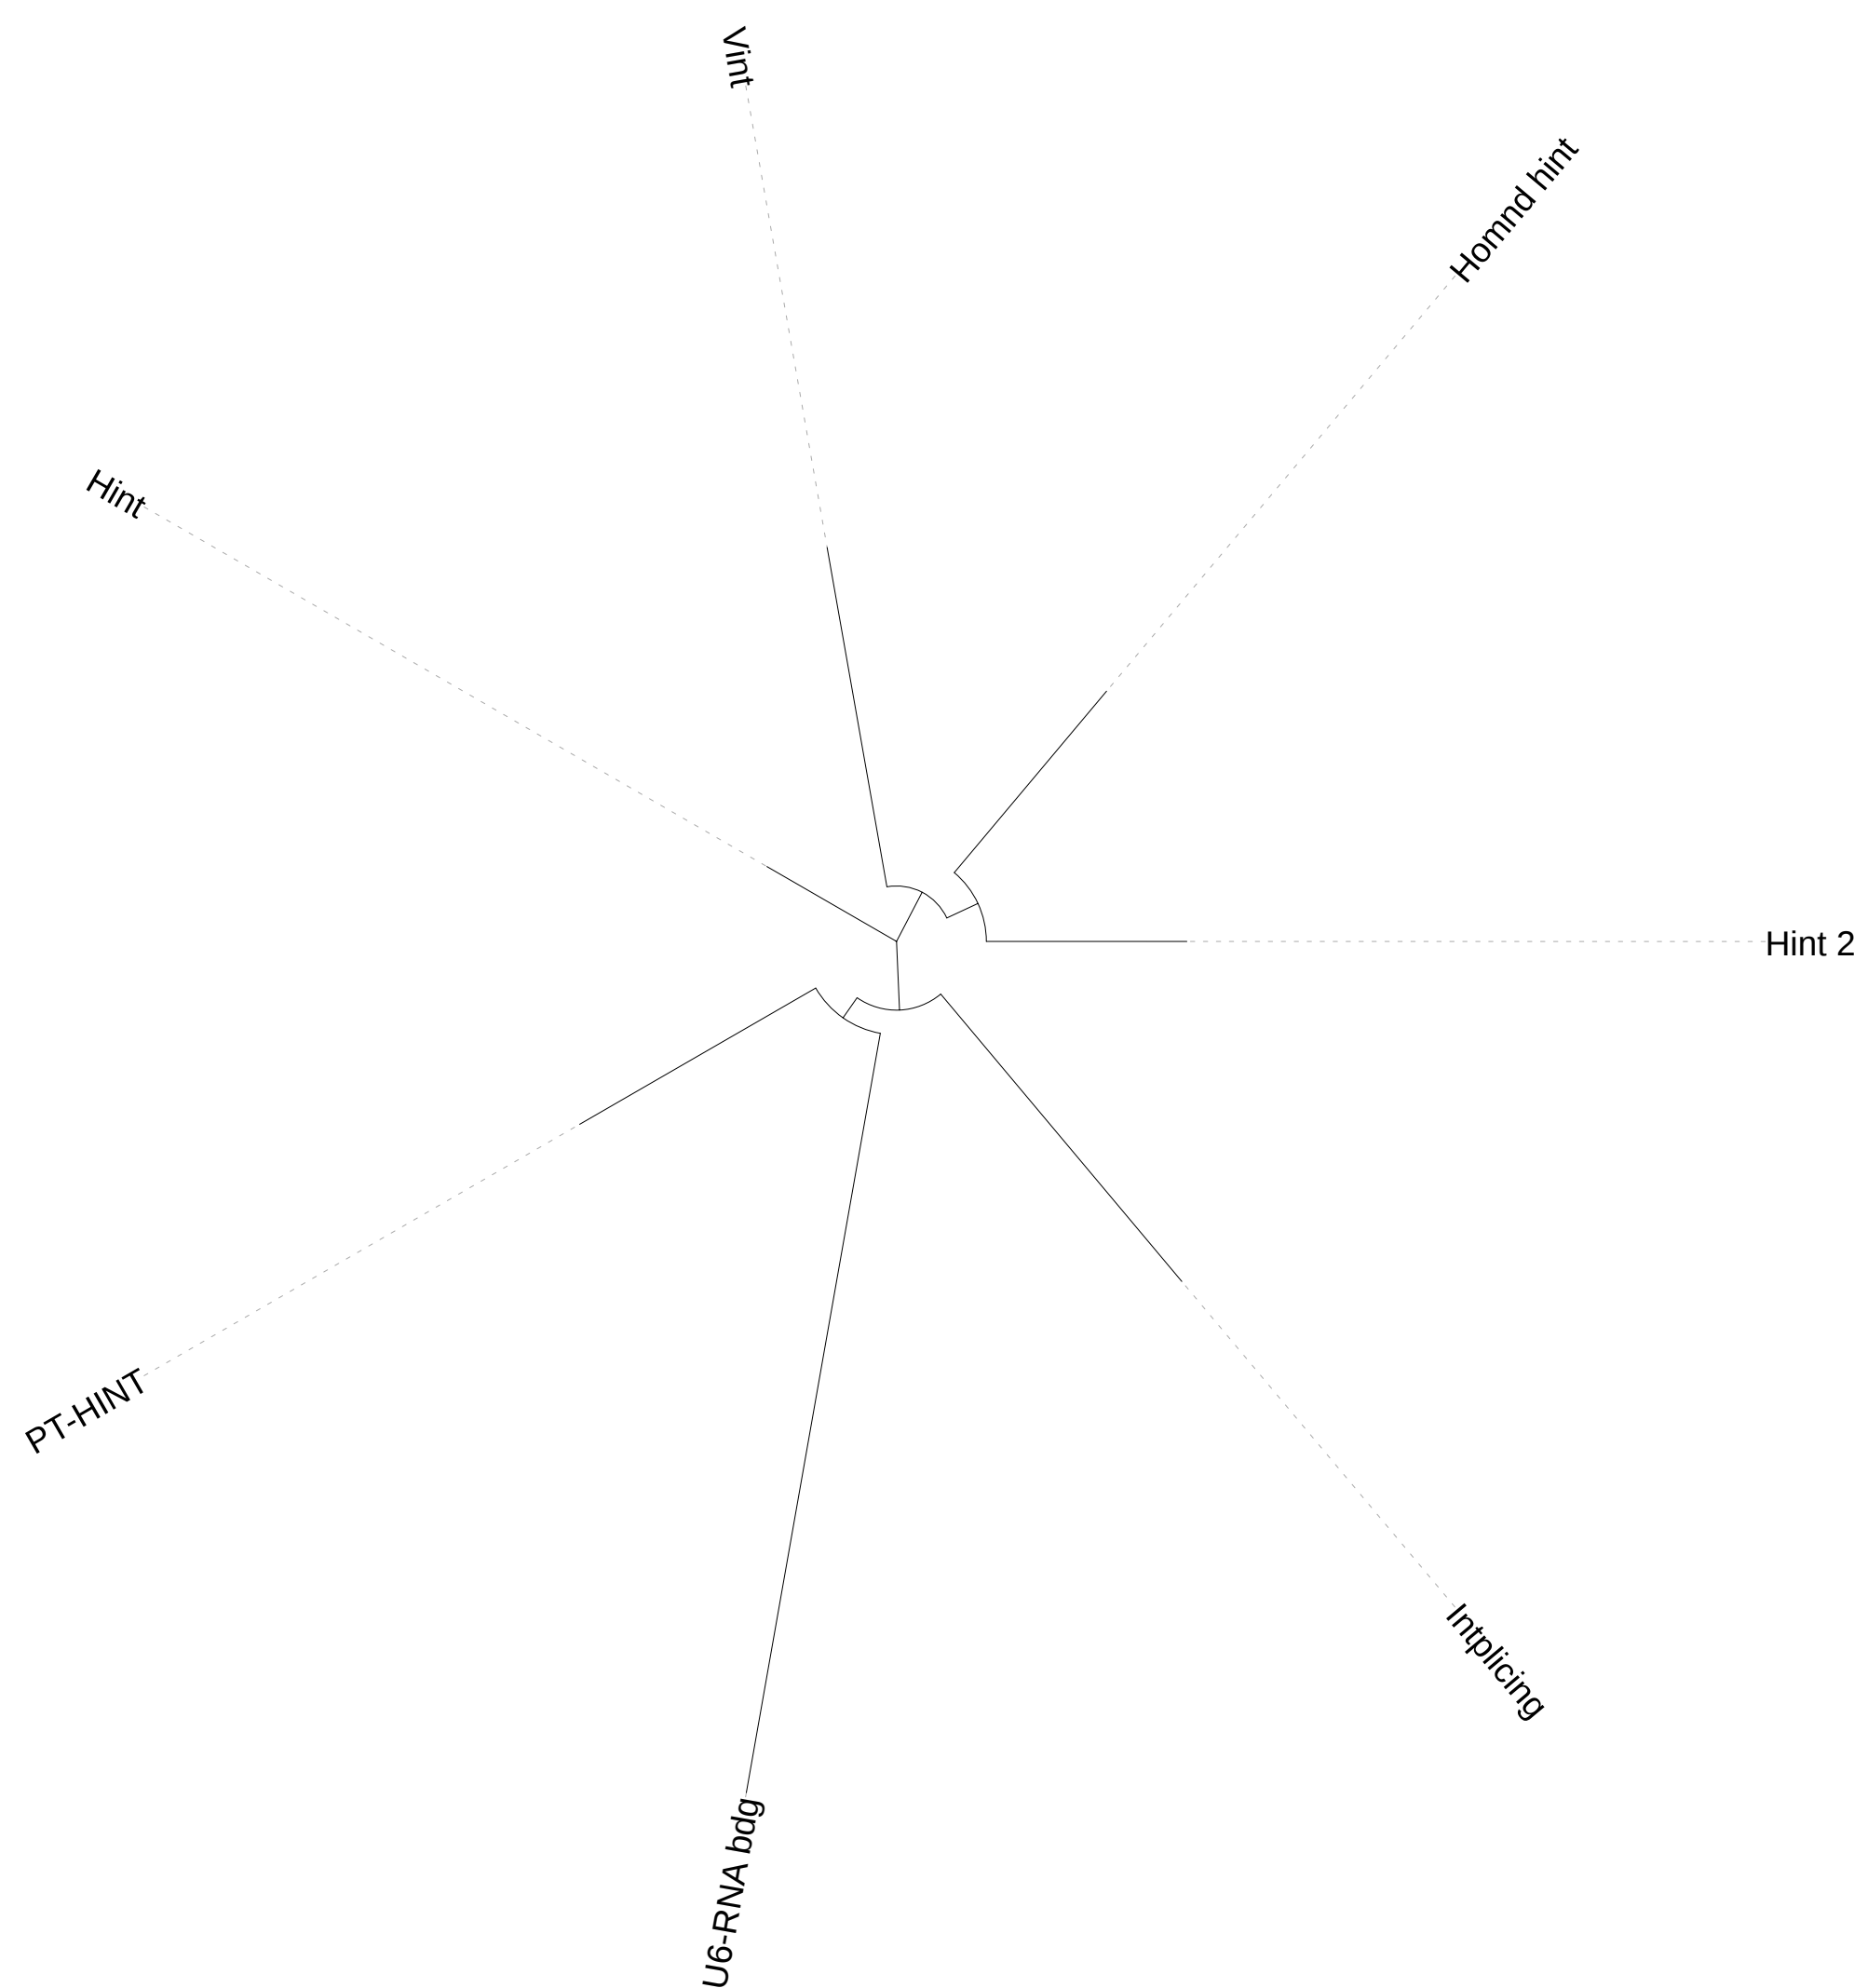 Vint
Homnd hint
Hint
Hint 2
PT-HINT
Intplicing
U6-RNA bdg